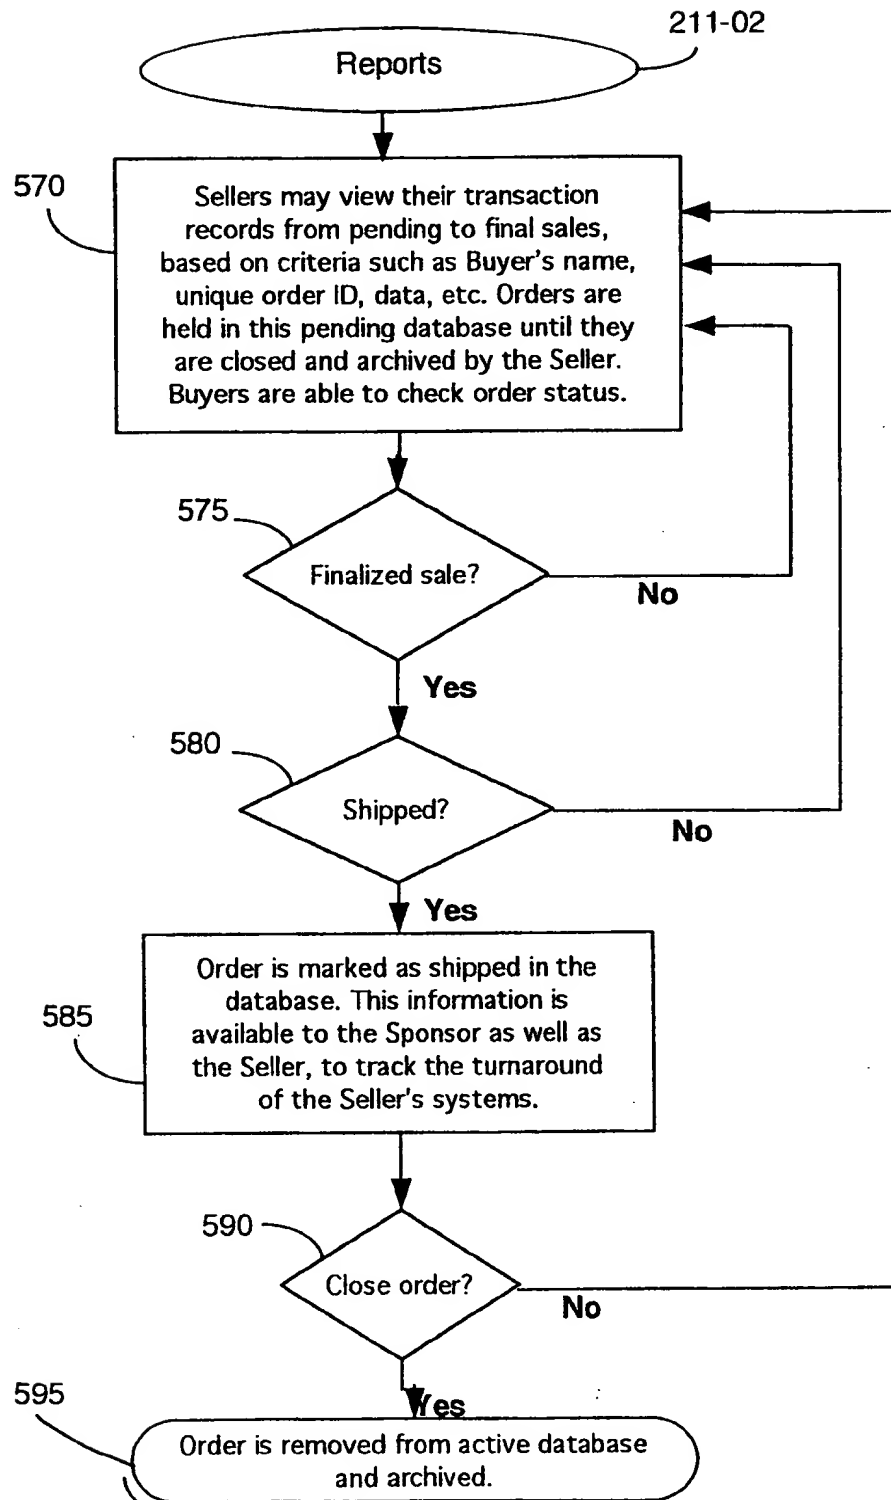 211-02
Reports
570
Sellers may view their transaction
records from pending to final sales,
based on criteria such as Buyer's name,
unique order ID, data, etc. Orders are
held in this pending database until they
are closed and archived by the Seller.
Buyers are able to check order status.
575
Finalized sale?
No
Yes
580
Shipped?
No
Yes
585
Order is marked as shipped in the
database. This information is
available to the Sponsor as well as
the Seller, to track the turnaround
of the Seller's systems.
590
Close order?
No
Yes
595
Order is removed from active database
and archived.